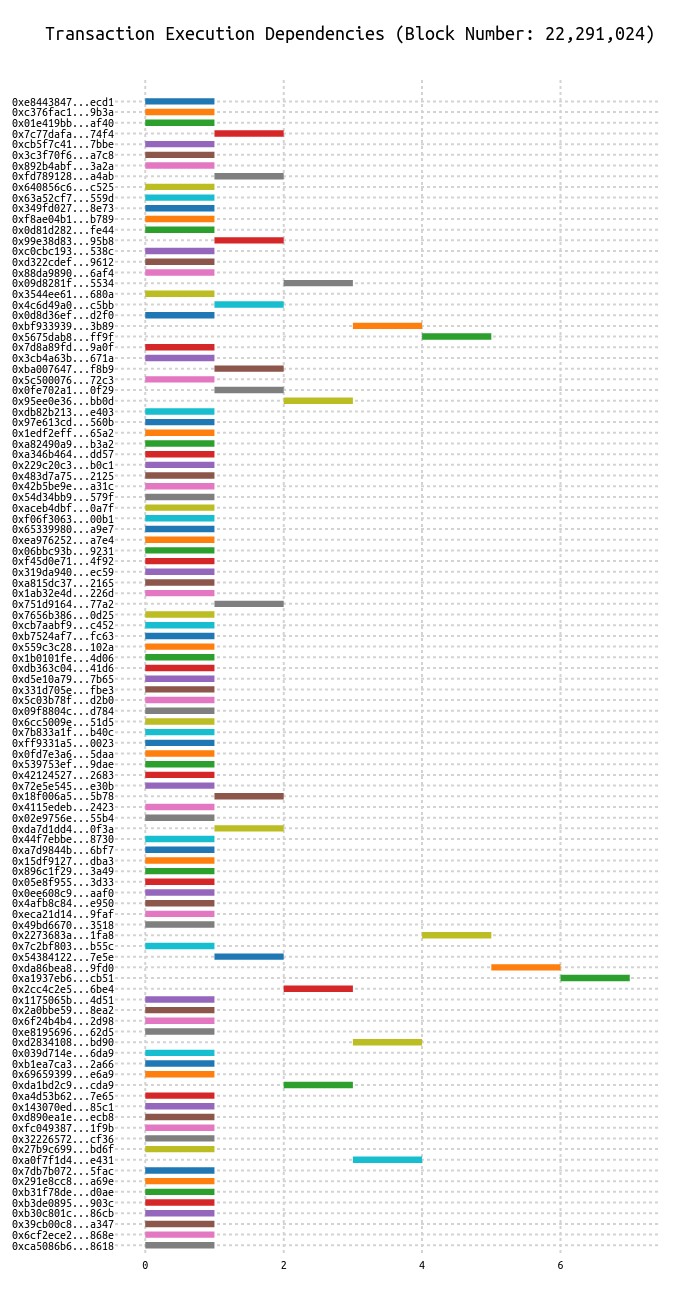 Transaction Execution Dependencies (Block Number: 22,291,024)
0xe8443847...ecd1
0xc376fac1...9b3a
0x01e419bb...af40
0x7c77dafa...74f4
0xcb5f7c41...7bbe
0x3c3f70f6...a7c8
0x892b4abf...3a2a
0xfd789128...a4ab
0x640856c6...c525
0x63a52cf7...559d
0x349fd027...8e73
0xf8ae04b1...b789
0x0d81d282...fe44
0x99e38d83...95b8
0xc0cbc193...538c
0xd322cdef...9612
0x88da9890...6af4
0x09d8281f...5534
0x3544ee61...680a
0x4c6d49a0...c5bb
0x0d8d36ef...d2f0
0xbf933939...3b89
0x5675dab8...ff9f
0x7d8a89fd...9a0f
0x3cb4a63b...671a
0xba007647...f8b9
0x5c500076...72c3
0x0fe702a1...0f29
0x95ee0e36...bb0d
0xdb82b213...e403
0x97e613cd...560b
0x1edf2eff...65a2
0xa82490a9...b3a2
0xa346b464...dd57
0x229c20c3...b0c1
0x483d7a75...2125
0x42b5be9e...a31c
0x54d34bb9...579f
0xaceb4dbf...0a7f
0xf06f3063...00b1
0x65339980...a9e7
0xea976252...a7e4
0x06bbc93b...9231
0xf45d0e71...4f92
0x319da940...ec59
0xa815dc37...2165
0x1ab32e4d...226d
0x751d9164...77a2
0x7656b386...0d25
0xcb7aabf9...c452
0xb7524af7...fc63
0x559c3c28...102a
0x1b0101fe...4d06
0xdb363c04...41d6
0xd5e10a79...7b65
0x331d705e...fbe3
0x5c03b78f...d2b0
0x09f8804c...d784
0x6cc5009e...51d5
0x7b833a1f...b40c
0xff9331a5...0023
0x0fd7e3a6...5daa
0x539753ef...9dae
0x42124527...2683
0x72e5e545...e30b
0x18f006a5...5b78
0x4115edeb...2423
0x02e9756e...55b4
0xda7d1dd4...0f3a
0x44f7ebbe...8730
0xa7d9844b...6bf7
0x15df9127...dba3
0x896c1f29...3a49
0x05e8f955...3d33
0x0ee608c9...aaf0
0x4afb8c84...e950
0xeca21d14...9faf
0x49bd6670...3518
0x2273683a...1fa8
0x7c2bf803...b55c
0x54384122...7e5e
0xda86bea8...9fd0
0xa1937eb6...cb51
0x2cc4c2e5...6be4
0x1175065b...4d51
0x2a0bbe59...8ea2
0x6f24b4b4...2d98
0xe8195696...62d5
0xd2834108...bd90
0x039d714e...6da9
0xb1ea7ca3...2a66
0x69659399...e6a9
0xda1bd2c9...cda9
0xa4d53b62...7e65
0x143070ed...85c1
0xd890ea1e...ecb8
0xfc049387...1f9b
0x32226572...cf36
0x27b9c699...bd6f
0xa0f7f1d4...e431
0x7db7b072...5fac
0x291e8cc8...a69e
0xb31f78de...d0ae
0xb3de0895...903c
0xb30c801c...86cb
0x39cb00c8...a347
0x6cf2ece2...868e
0xca5086b6...8618
0 2 4 6